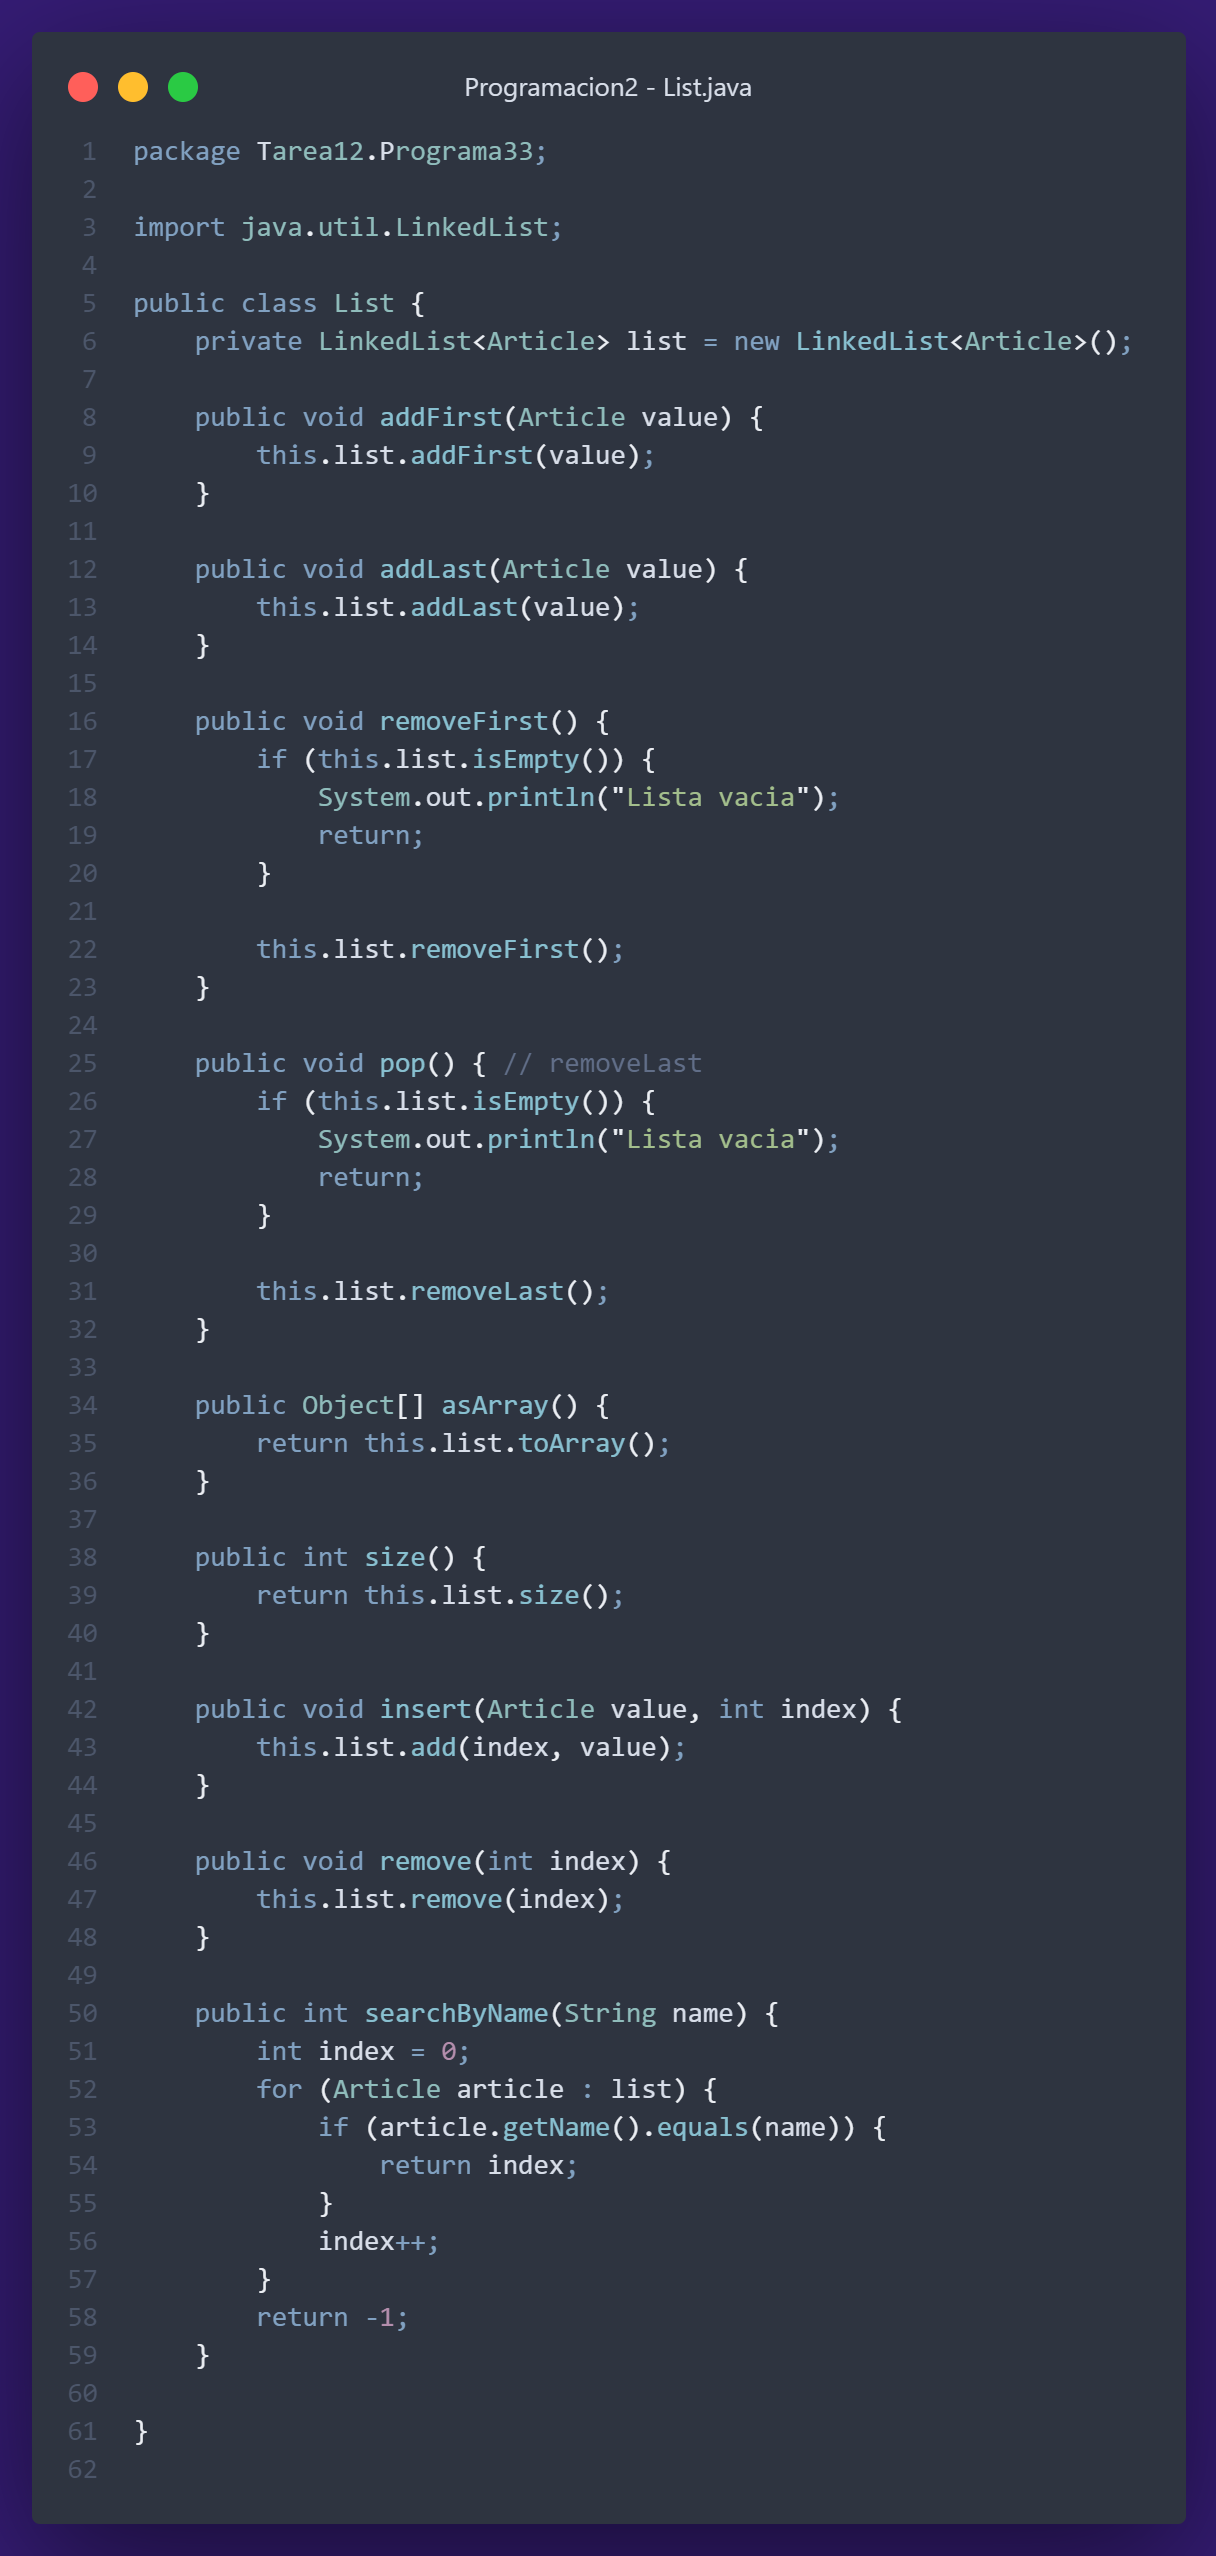 Programacion2 - List.java
1 package Tarea12.Programa33;
2
3 import java.util.LinkedList;
4
5 public class List {
6     private LinkedList<Article> list = new LinkedList<Article>();
7
8     public void addFirst(Article value) {
9         this.list.addFirst(value);
10     }
11
12     public void addLast(Article value) {
13         this.list.addLast(value);
14     }
15
16     public void removeFirst() {
17         if (this.list.isEmpty()) {
18             System.out.println("Lista vacia");
19             return;
20         }
21
22         this.list.removeFirst();
23     }
24
25     public void pop() { // removeLast
26         if (this.list.isEmpty()) {
27             System.out.println("Lista vacia");
28             return;
29         }
30
31         this.list.removeLast();
32     }
33
34     public Object[] asArray() {
35         return this.list.toArray();
36     }
37
38     public int size() {
39         return this.list.size();
40     }
41
42     public void insert(Article value, int index) {
43         this.list.add(index, value);
44     }
45
46     public void remove(int index) {
47         this.list.remove(index);
48     }
49
50     public int searchByName(String name) {
51         int index = 0;
52         for (Article article : list) {
53             if (article.getName().equals(name)) {
54                 return index;
55             }
56             index++;
57         }
58         return -1;
59     }
60
61 }
62